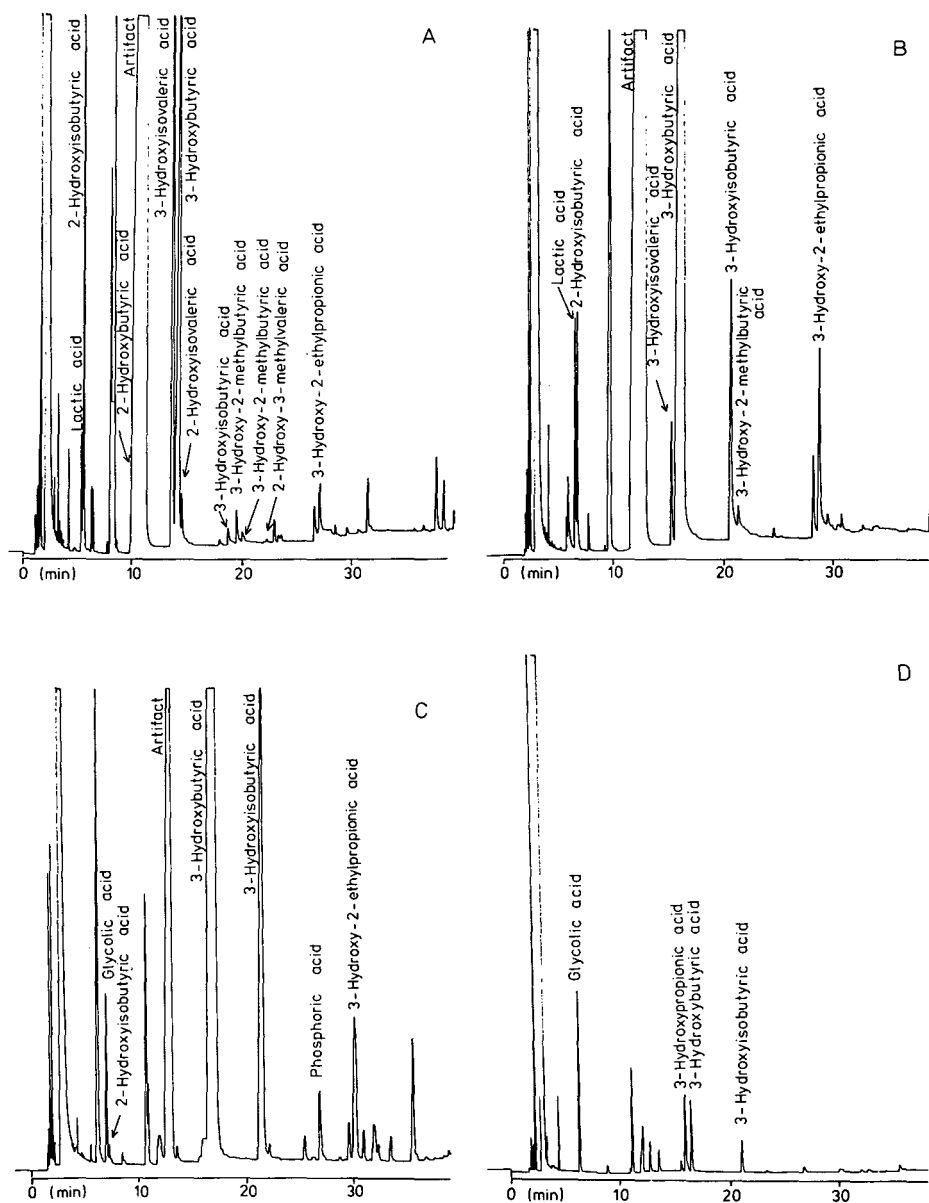 A
2-Hydroxyisobutyric acid
Lactic acid
2-Hydroxybutyric acid
Artifact
3-Hydroxyisovaleric acid
3-Hydroxybutyric acid
2-Hydroxyisovaleric acid
3-Hydroxyisobutyric acid
3-Hydroxy-2-methylbutyric acid
3-Hydroxy-2-methylbutyric acid
2-Hydroxy-3-methylvaleric acid
3-Hydroxy-2-ethylpropionic acid
0 (min) 10 20 30
B
Lactic acid
2-Hydroxyisobutyric acid
Artifact
3-Hydroxyisovaleric acid
3-Hydroxybutyric acid
3-Hydroxyisobutyric acid
3-Hydroxy-2-methylbutyric
acid
3-Hydroxy-2-ethylpropionic acid
0 (min) 10 20 30
C
Glycolic acid
2-Hydroxyisobutyric acid
Artifact
3-Hydroxybutyric acid
3-Hydroxyisobutyric acid
Phosphoric acid
3-Hydroxy-2-ethylpropionic acid
0 (min) 10 20 30
D
Glycolic acid
3-Hydroxypropionic acid
3-Hydroxybutyric acid
3-Hydroxyisobutyric acid
0 (min) 10 20 30